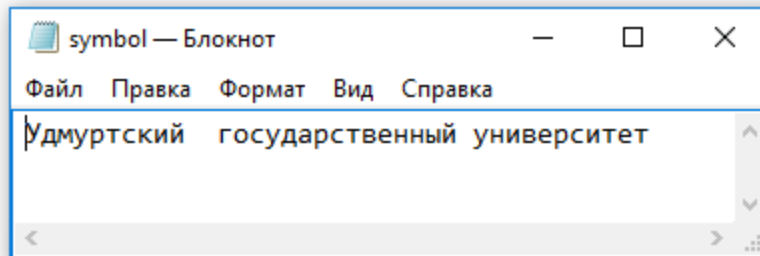 symbol — Блокнот
Файл Правка Формат Вид Справка
Удмуртский  государственный университет